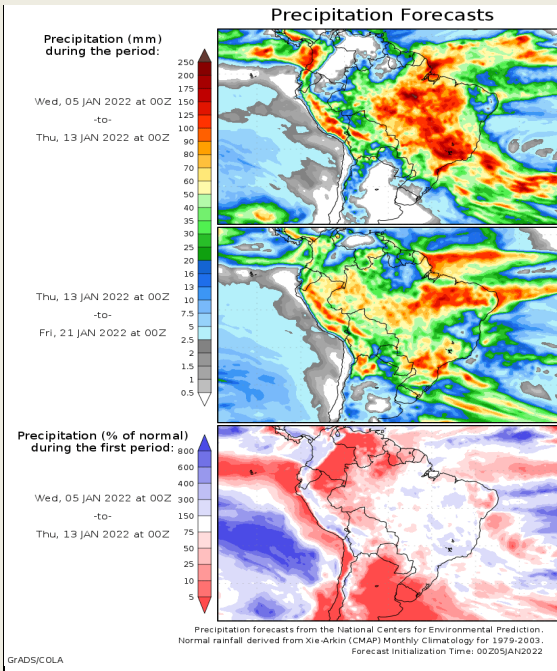 Precipitation Forecasts
Precipitation (mm)
during the period:
Wed, 05 JAN 2022 at 00Z
-to-
Thu, 13 JAN 2022 at 00Z
250
200
175
150
125
100
90
80
70
60
50
40
35
30
25
20
16
13
10
7.5
5
2.5
2
1.5
1
0.5
Thu, 13 JAN 2022 at 00Z
-to-
Fri, 21 JAN 2022 at 00Z
Precipitation (% of normal)
during the first period:
Wed, 05 JAN 2022 at 00Z
-to-
Thu, 13 JAN 2022 at 00Z
800
600
400
300
150
75
50
25
10
5
Precipitation forecasts from the National Centers for Environmental Prediction.
Normal rainfall derived from Xie-Arkin (CMAP) Monthly Climatology for 1979-2003.
Forecast Initialization Time: 00Z05JAN2022
GrADS/COLA